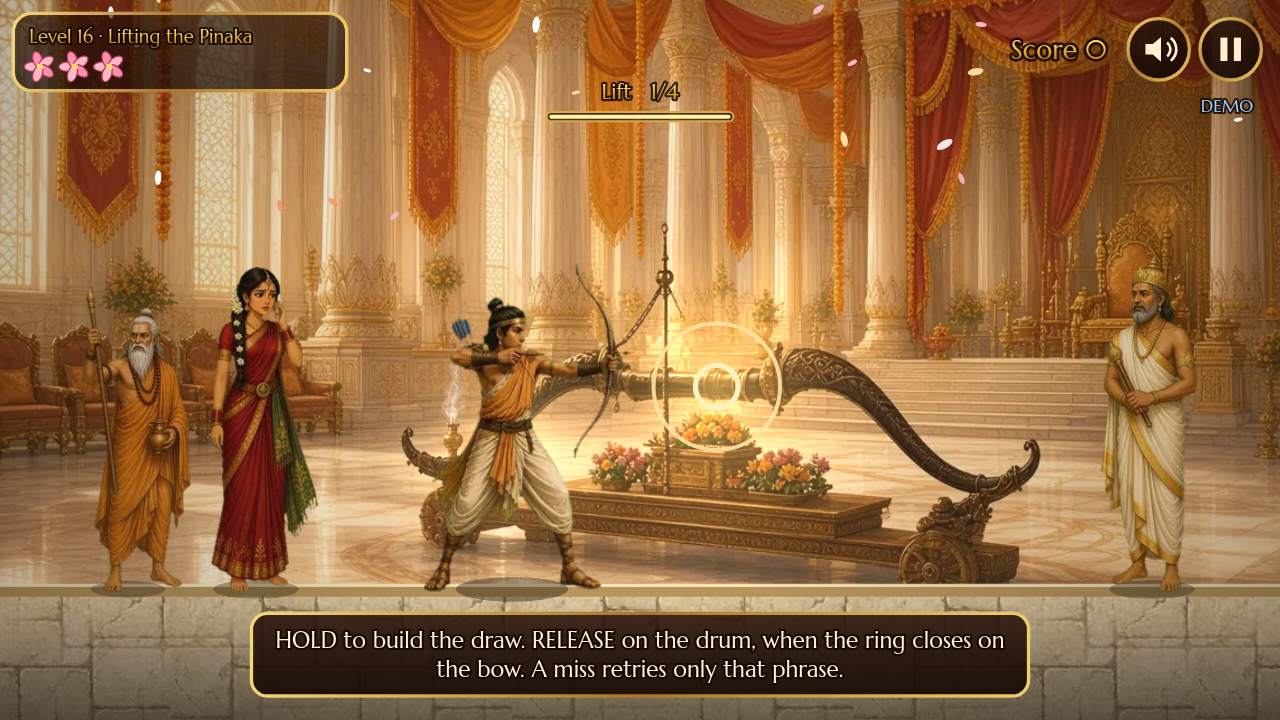 Level 16 · Lifting the Pinaka
Score 0
Lift 1/4
DEMO
HOLD to build the draw. RELEASE on the drum, when the ring closes on
the bow. A miss retries only that phrase.